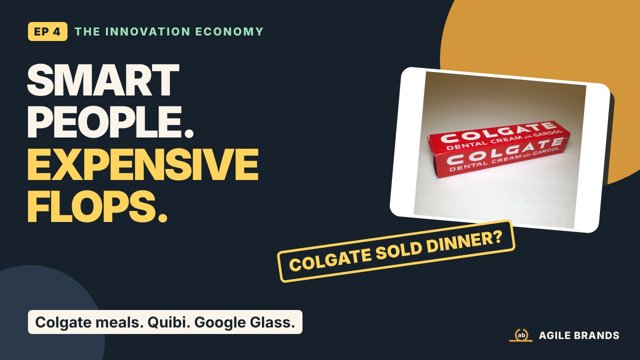 EP 4 THE INNOVATION ECONOMY
SMART
PEOPLE.
EXPENSIVE
FLOPS.
COLGATE
DENTAL CREAM with GARDOL
COLGATE
DENTAL CREAM with GARDOL
COLGATE SOLD DINNER?
Colgate meals. Quibi. Google Glass.
ab AGILE BRANDS